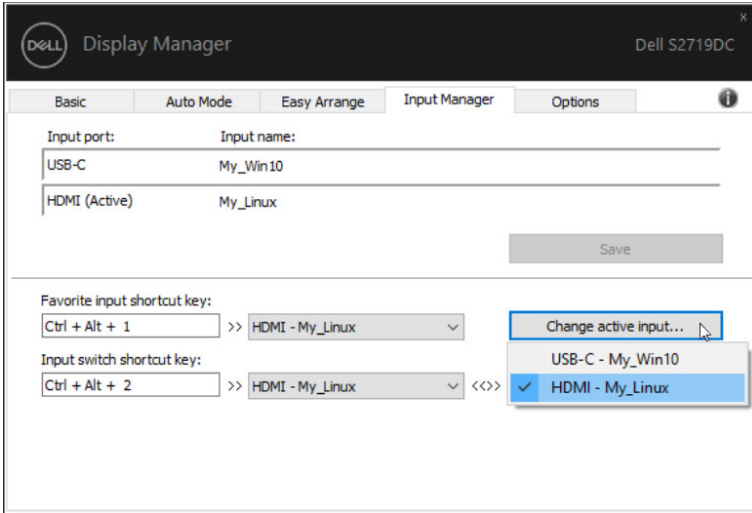 DELL Display Manager Dell S2719DC x
Basic Auto Mode Easy Arrange Input Manager Options i
Input port: Input name:
USB-C My_Win10
HDMI (Active) My_Linux
Save
Favorite input shortcut key:
Ctrl + Alt + 1 >> HDMI - My_Linux Change active input...
USB-C - My_Win10
Input switch shortcut key:
Ctrl + Alt + 2 >> HDMI - My_Linux <<>> HDMI - My_Linux